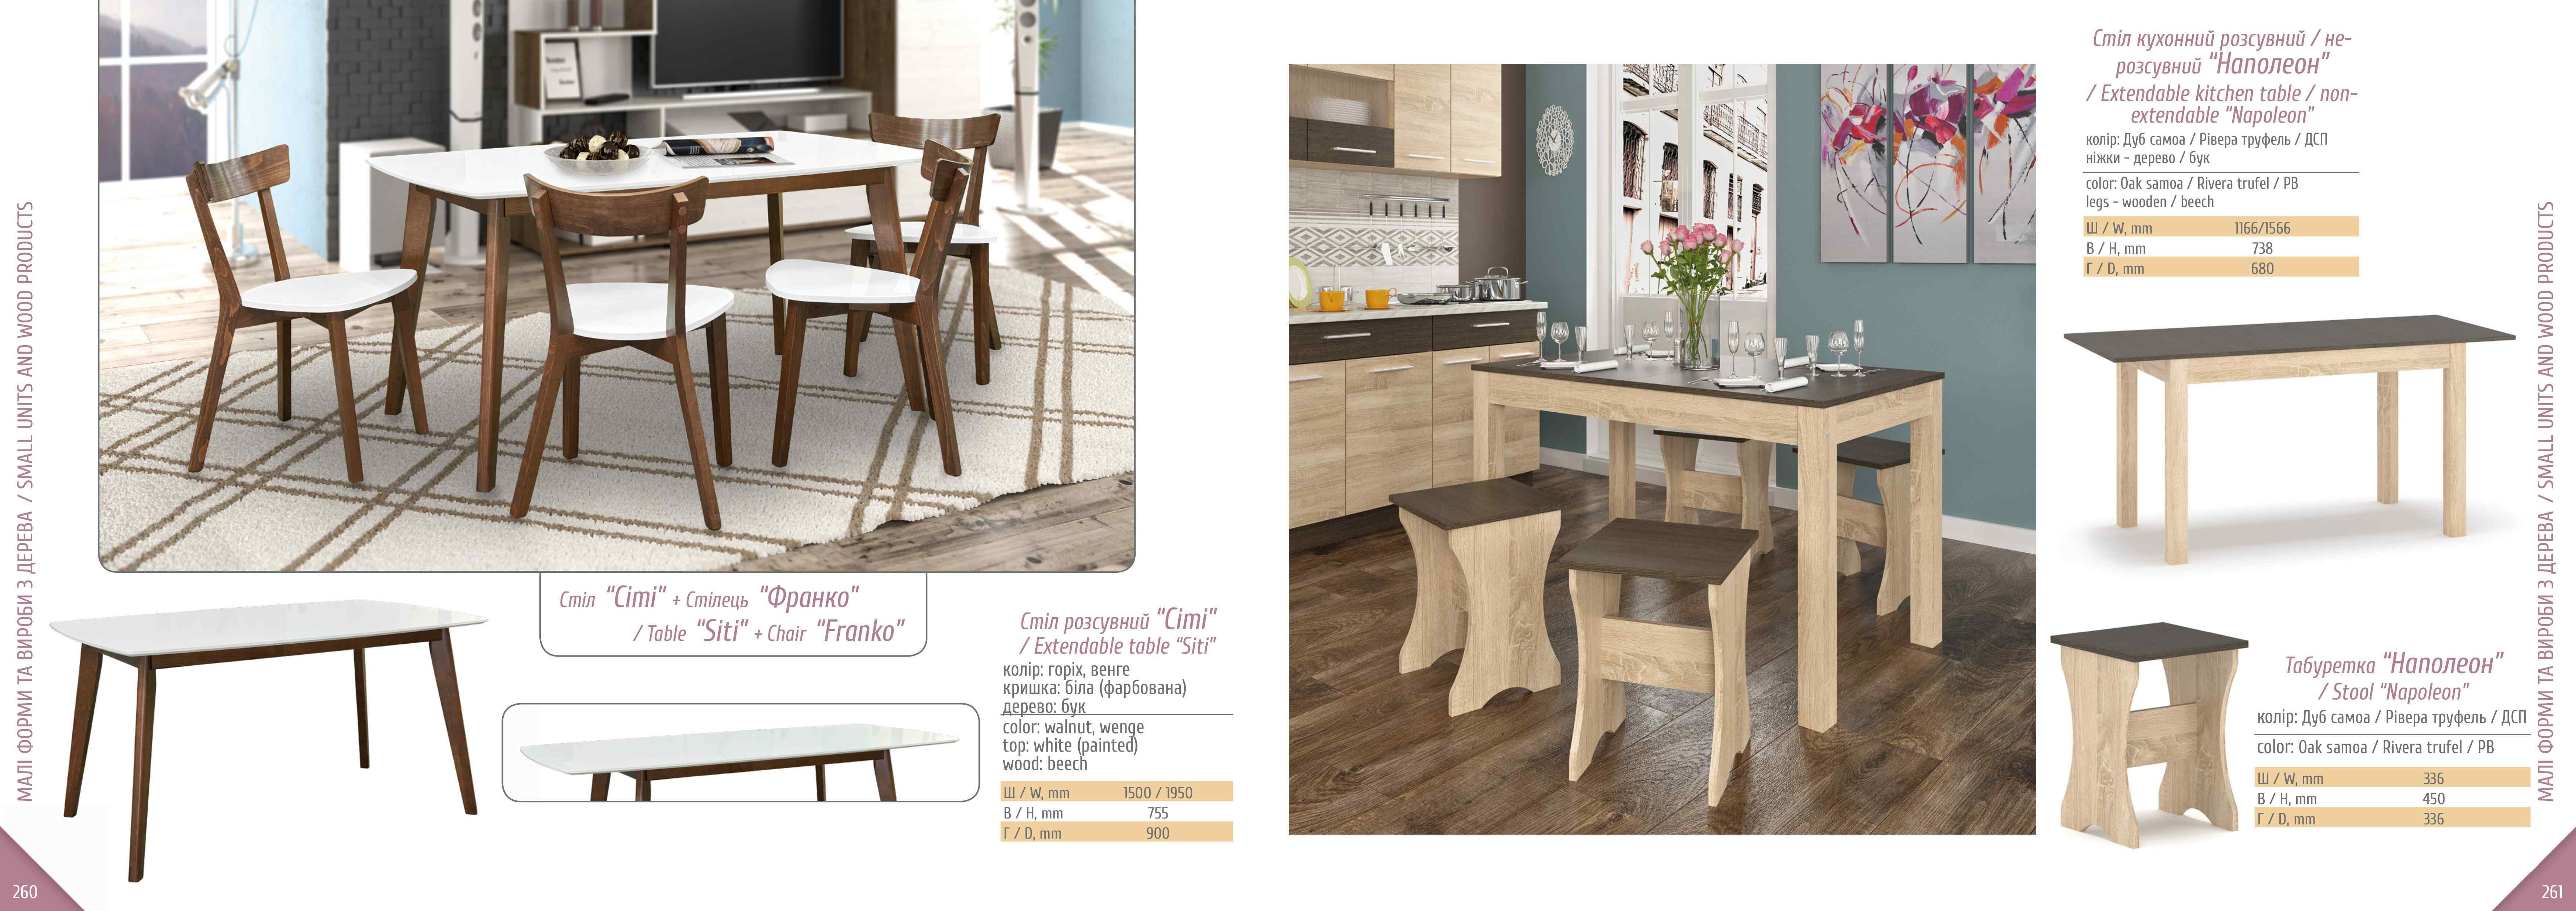 МАЛІ ФОРМИ ТА ВИРОБИ З ДЕРЕВА / SMALL UNITS AND WOOD PRODUCTS
Стіл “Сіті” + Стілець “Франко”
/ Table “Siti” + Chair “Franko”
Стіл розсувний “Сіті”
/ Extendable table “Siti”
колір: горіх, венге
кришка: біла (фарбована)
дерево: бук
color: walnut, wenge
top: white (painted)
wood: beech
Ш / W, mm 1500 / 1950
В / H, mm 755
Г / D, mm 900
260
Стіл кухонний розсувний / не-
розсувний “Наполеон”
/ Extendable kitchen table / non-
extendable “Napoleon”
колір: Дуб самоа / Рівера труфель / ДСП
ніжки - дерево / бук
color: Oak samoa / Rivera trufel / PB
legs - wooden / beech
Ш / W, mm 1166/1566
В / H, mm 738
Г / D, mm 680
Табуретка “Наполеон”
/ Stool “Napoleon”
колір: Дуб самоа / Рівера труфель / ДСП
color: Oak samoa / Rivera trufel / PB
Ш / W, mm 336
В / H, mm 450
Г / D, mm 336
МАЛІ ФОРМИ ТА ВИРОБИ З ДЕРЕВА / SMALL UNITS AND WOOD PRODUCTS
261